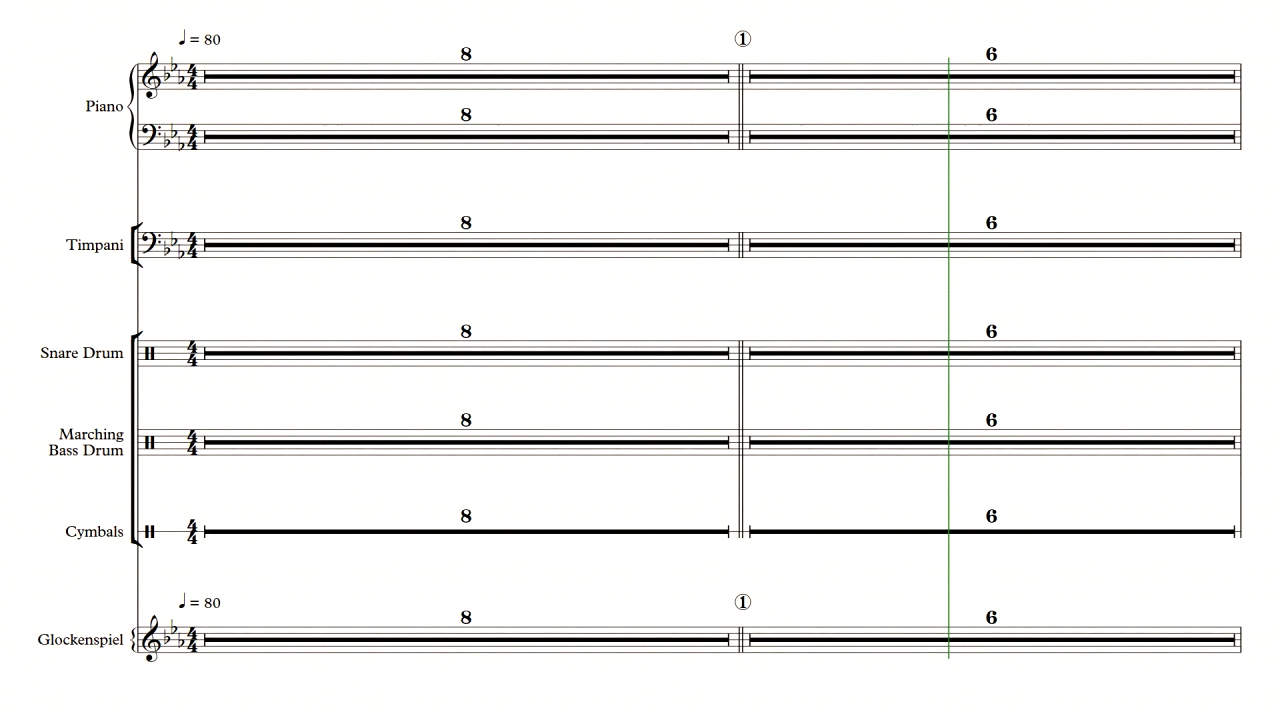 ♩ = 80
8
①
6
Piano
8
6
8
6
Timpani
8
6
Snare Drum
8
6
Marching
Bass Drum
8
6
Cymbals
♩ = 80
①
8
6
Glockenspiel